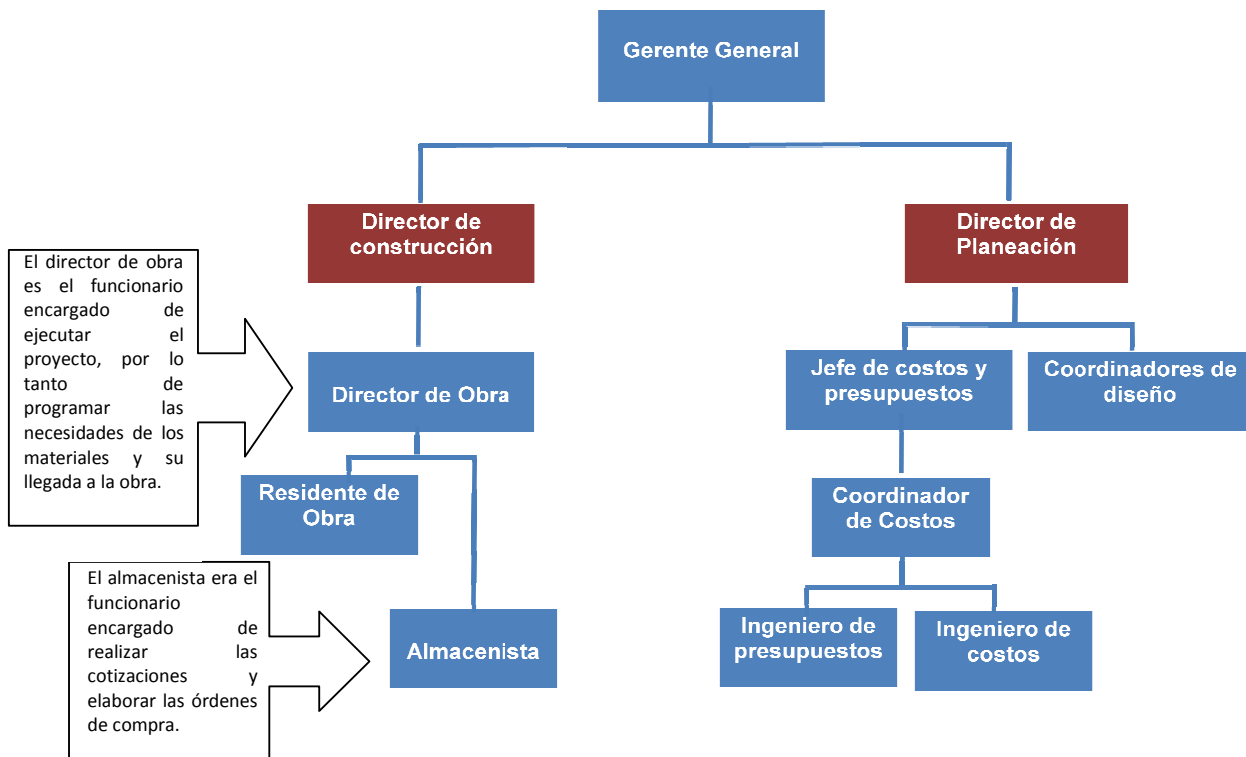 Gerente General
Director de
construcción
Director de
Planeación
El director de obra
es el funcionario
encargado de
ejecutar el
proyecto, por lo
tanto de
programar las
necesidades de los
materiales y su
llegada a la obra.
Director de Obra
Jefe de costos y
presupuestos
Coordinadores de
diseño
Residente de
Obra
Coordinador
de Costos
El almacenista era el
funcionario
encargado de
realizar las
cotizaciones y
elaborar las órdenes
de compra.
Almacenista
Ingeniero de
presupuestos
Ingeniero de
costos